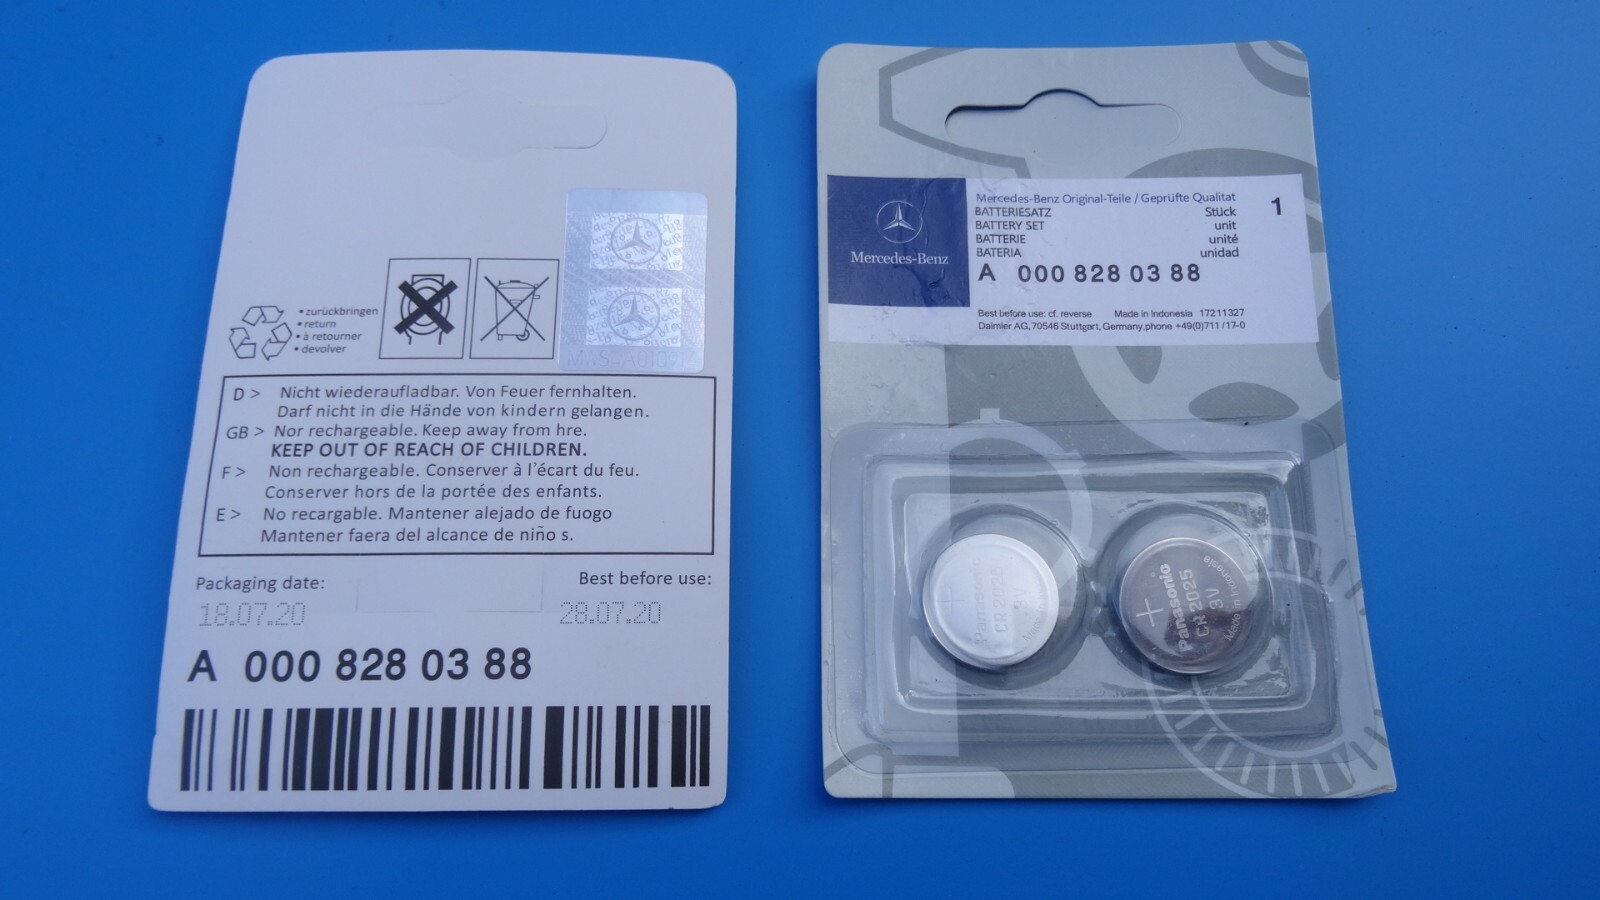 • zurückbringen
• return
• à retourner
• devolver
D > Nicht wiederaufladbar. Von Feuer fernhalten.
Darf nicht in die Hände von kindern gelangen.
GB > Nor rechargeable. Keep away from hre.
KEEP OUT OF REACH OF CHILDREN.
F > Non rechargeable. Conserver à l'écart du feu.
Conserver hors de la portée des enfants.
E > No recargable. Mantener alejado de fuogo
Mantener faera del alcance de niño s.
Packaging date:
18.07.20
Best before use:
28.07.20
A 000 828 03 88
Mercedes-Benz
Mercedes-Benz Original-Teile / Geprüfte Qualitat
1
BATTERIESATZ Stück
BATTERY SET unit
BATTERIE unité
BATERIA unidad
A 000 828 03 88
Best before use: cf. reverse Made in Indonesia 17211327
Daimler AG,70546 Stuttgart, Germany,phone +49(0)711/17-0
Panasonic
CR
Panasonic
CR 2025
3V
Made in Indonesia